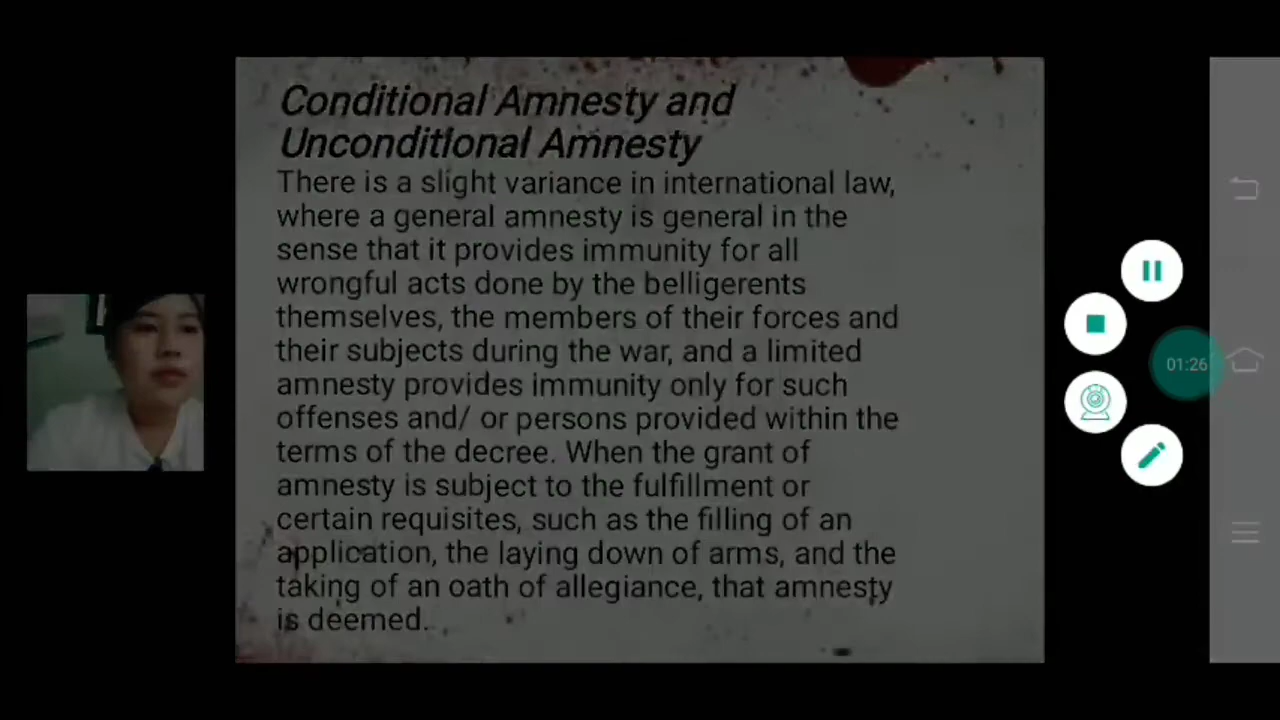 Conditional Amnesty and
Unconditional Amnesty
There is a slight variance in international law,
where a general amnesty is general in the
sense that it provides immunity for all
wrongful acts done by the belligerents
themselves, the members of their forces and
their subjects during the war, and a limited
amnesty provides immunity only for such
offenses and/ or persons provided within the
terms of the decree. When the grant of
amnesty is subject to the fulfillment or
certain requisites, such as the filling of an
application, the laying down of arms, and the
taking of an oath of allegiance, that amnesty
is deemed.
01:26